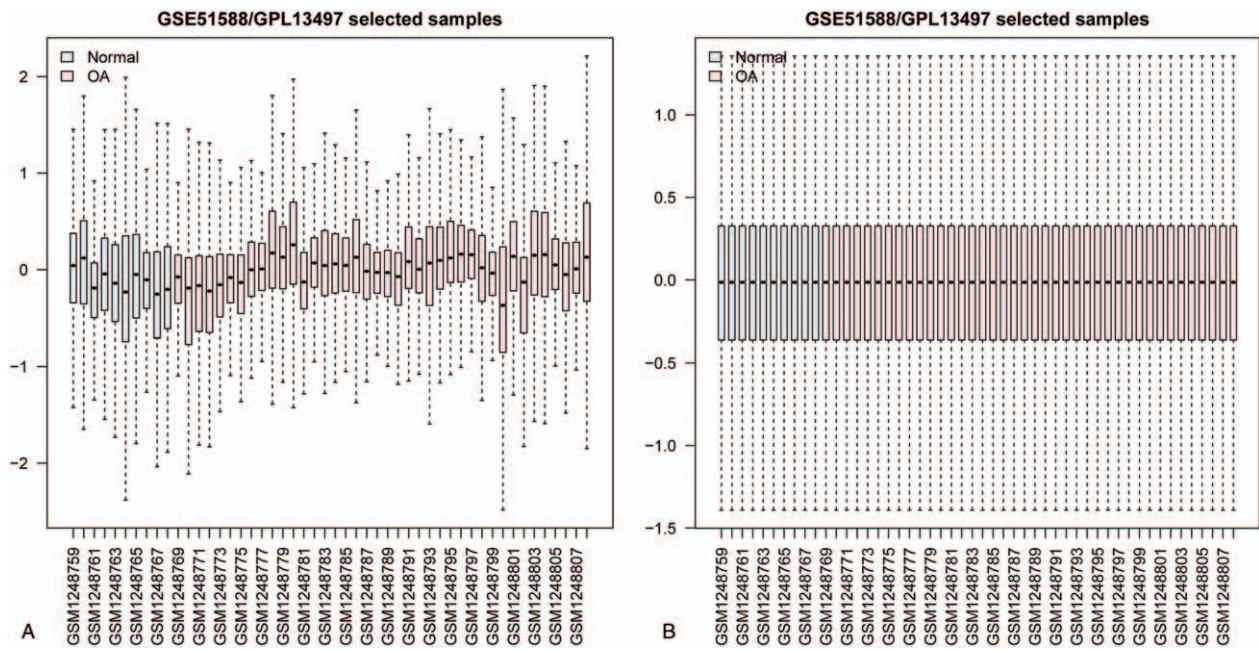 GSE51588/GPL13497 selected samples
Normal
OA
2
1
0
−1
−2
GSM1248759
GSM1248761
GSM1248763
GSM1248765
GSM1248767
GSM1248769
GSM1248771
GSM1248773
GSM1248775
GSM1248777
GSM1248779
GSM1248781
GSM1248783
GSM1248785
GSM1248787
GSM1248789
GSM1248791
GSM1248793
GSM1248795
GSM1248797
GSM1248799
GSM1248801
GSM1248803
GSM1248805
GSM1248807
A
GSE51588/GPL13497 selected samples
Normal
OA
1.0
0.5
0.0
−0.5
−1.0
−1.5
GSM1248759
GSM1248761
GSM1248763
GSM1248765
GSM1248767
GSM1248769
GSM1248771
GSM1248773
GSM1248775
GSM1248777
GSM1248779
GSM1248781
GSM1248783
GSM1248785
GSM1248787
GSM1248789
GSM1248791
GSM1248793
GSM1248795
GSM1248797
GSM1248799
GSM1248801
GSM1248803
GSM1248805
GSM1248807
B